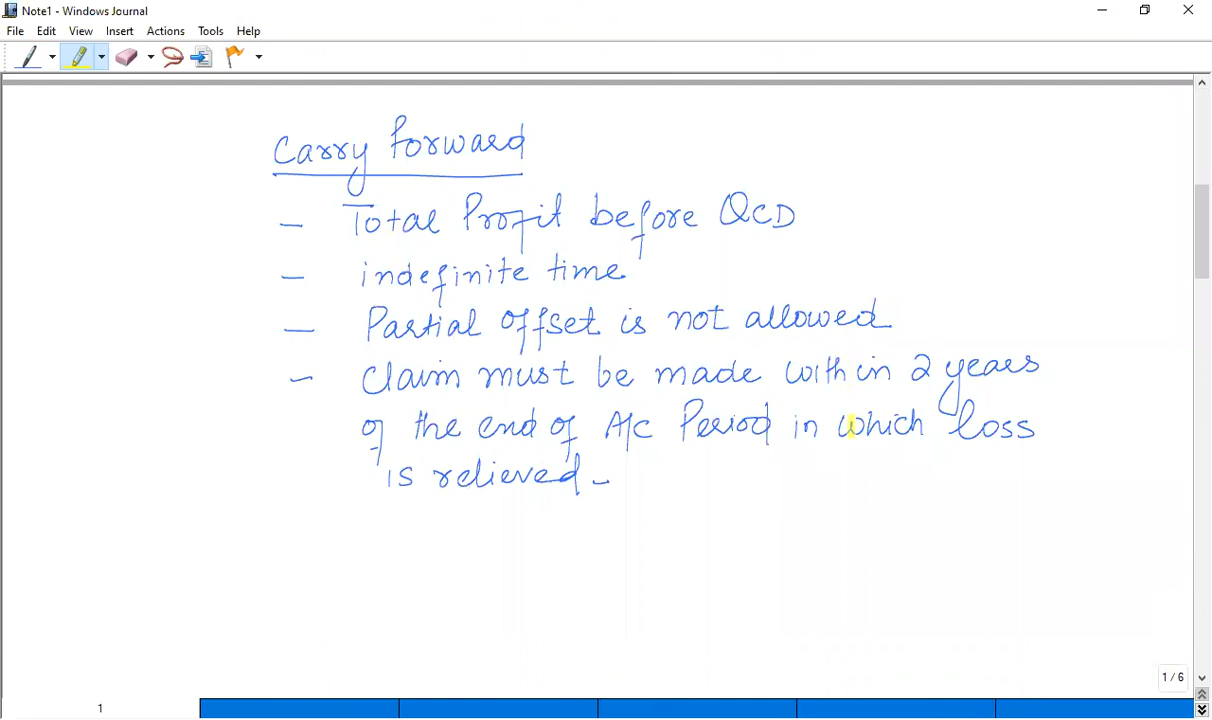 Note1 - Windows Journal
File Edit View Insert Actions Tools Help
Carry forward
- Total Profit before QCD
- indefinite time
- Partial offset is not allowed
- Claim must be made within 2 years
of the end of A/c Period in which loss
is relieved -
1 / 6
1